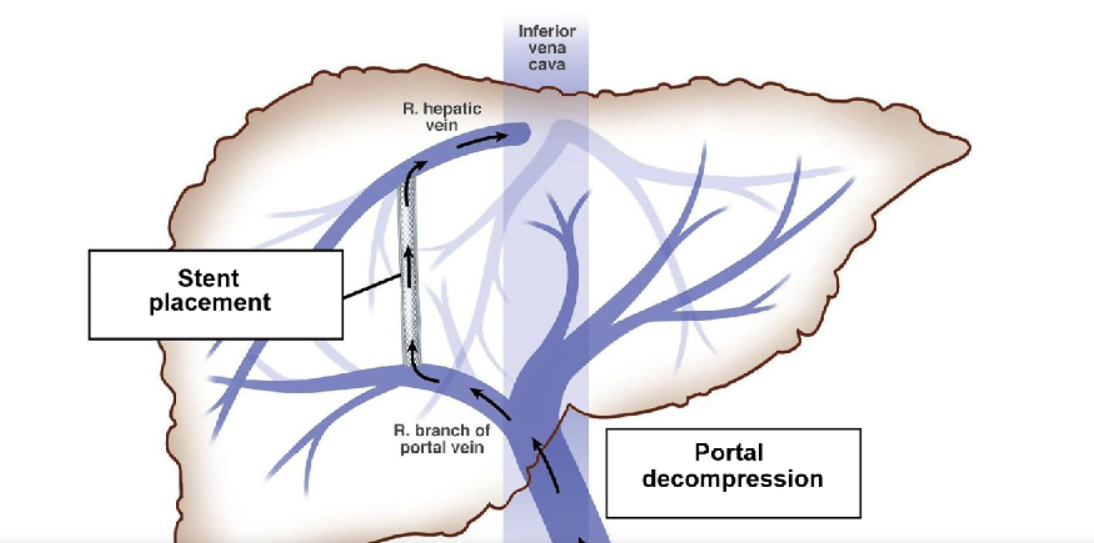 Inferior
vena
cava
R. hepatic
vein
Stent
placement
R. branch of
portal vein
Portal
decompression